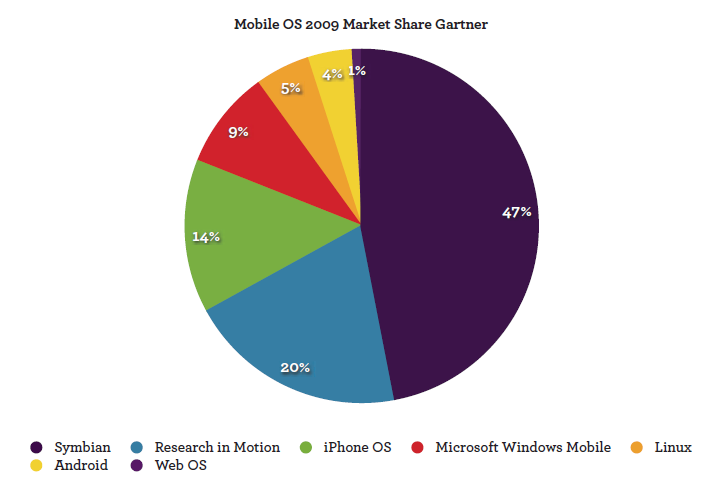 Mobile OS 2009 Market Share Gartner
4% 1%
5%
9%
47%
14%
20%
Symbian Research in Motion iPhone OS Microsoft Windows Mobile Linux
Android Web OS